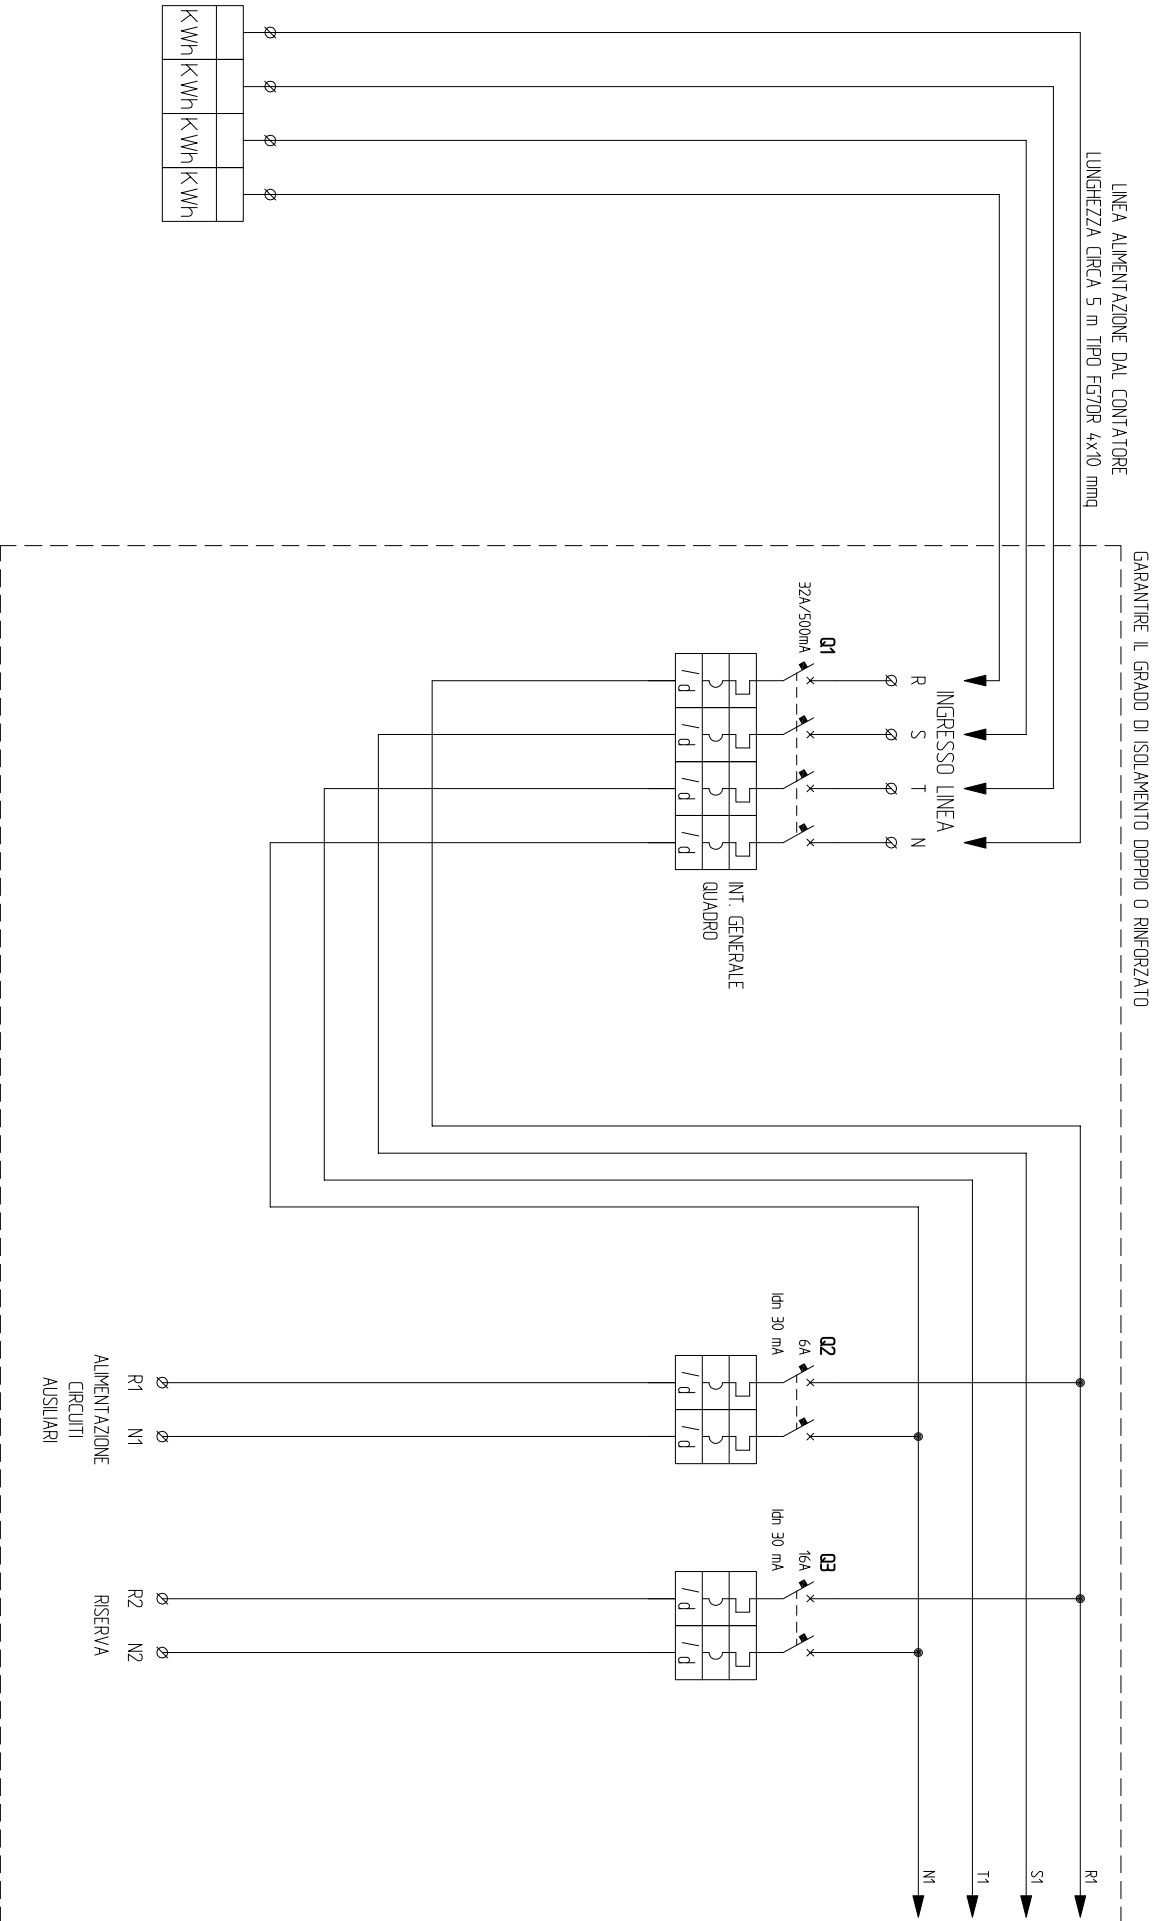 GARANTIRE IL GRADO DI ISOLAMENTO DOPPIO O RINFORZATO
LINEA ALIMENTAZIONE DAL CONTATORE
LUNGHEZZA CIRCA 5 m TIPO FG7OR 4x10 mmq
R1
S1
T1
N1
INGRESSO LINEA
R
S
T
N
Q1
32A/500mA
INT. GENERALE
QUADRO
/d
/d
/d
/d
Q2
6A
Idn 30 mA
/d
/d
Q3
16A
Idn 30 mA
/d
/d
KWh
KWh
KWh
KWh
R1
N1
ALIMENTAZIONE
CIRCUITI
AUSILIARI
R2
N2
RISERVA